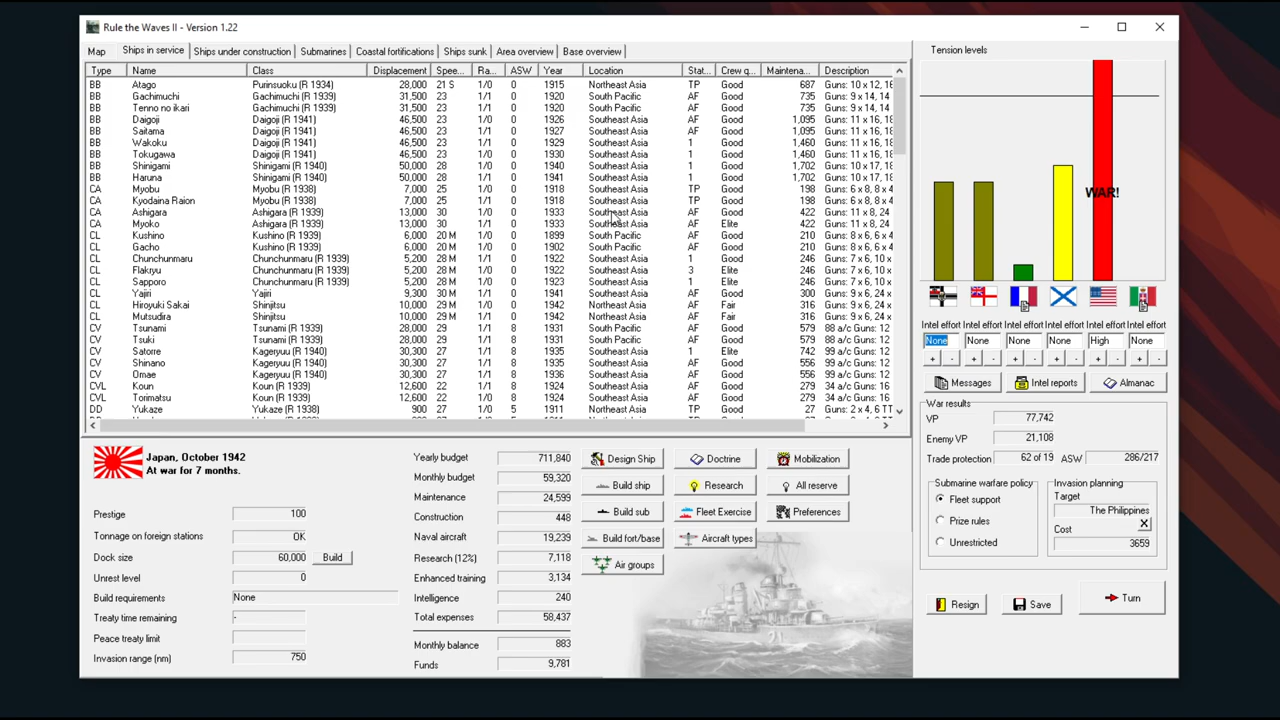 Rule the Waves II - Version 1.22
Map Ships in service Ships under construction Submarines Coastal fortifications Ships sunk Area overview Base overview
Type Name Class Displacement Spee... Ra... ASW Year Location Stat... Crew q... Maintena... Description
BB Atago Purinsuoku (R 1934) 28,000 21 S 1/0 0 1915 Northeast Asia TP Good 687 Guns: 10 x 12, 16
BB Gachimuchi Gachimuchi (R 1939) 31,500 23 1/0 0 1920 South Pacific AF Good 735 Guns: 9 x 14, 14
BB Tenno no ikari Gachimuchi (R 1939) 31,500 23 1/0 0 1920 South Pacific AF Good 735 Guns: 9 x 14, 14
BB Daigoji Daigoji (R 1941) 46,500 23 1/1 0 1926 Southeast Asia AF Good 1,095 Guns: 11 x 16, 18
BB Saitama Daigoji (R 1941) 46,500 23 1/1 0 1927 Southeast Asia AF Good 1,095 Guns: 11 x 16, 18
BB Wakoku Daigoji (R 1941) 46,500 23 1/1 0 1929 Southeast Asia 1 Good 1,460 Guns: 11 x 16, 18
BB Tokugawa Daigoji (R 1941) 46,500 23 1/1 0 1930 Southeast Asia 1 Good 1,460 Guns: 11 x 16, 18
BB Shinigami Shinigami (R 1940) 50,000 28 1/1 0 1940 Southeast Asia 1 Good 1,702 Guns: 9 x 16, 18
BB Haruna Shinigami (R 1940) 50,000 28 1/1 0 1941 Southeast Asia 1 Good 1,702 Guns: 9 x 16, 18
CA Myobu Myobu (R 1938) 7,000 25 1/0 0 1918 Southeast Asia TP Good 198 Guns: 6 x 8, 8 x 4
CA Kyodaina Raion Myobu (R 1938) 7,000 25 1/0 0 1918 Southeast Asia TP Good 198 Guns: 6 x 8, 8 x 4
CA Ashigara Ashigara (R 1939) 13,000 30 1/0 0 1933 Southeast Asia AF Good 422 Guns: 11 x 8, 24
CA Myoko Ashigara (R 1939) 13,000 30 1/0 0 1933 Southeast Asia AF Elite 422 Guns: 11 x 8, 24
CL Kushino Kushino (R 1939) 6,000 20 M 1/0 0 1899 South Pacific AF Good 210 Guns: 8 x 6, 6 x 4
CL Gacho Kushino (R 1939) 6,000 20 M 1/0 0 1902 South Pacific AF Good 210 Guns: 8 x 6, 6 x 4
CL Chunchunmaru Chunchunmaru (R 1939) 5,200 28 M 1/0 0 1922 Southeast Asia 1 Good 246 Guns: 7 x 6, 10 x
CL Flakryu Chunchunmaru (R 1939) 5,200 28 M 1/0 0 1922 Southeast Asia 3 Elite 246 Guns: 7 x 6, 10 x
CL Sapporo Chunchunmaru (R 1939) 5,200 28 M 1/0 0 1923 Southeast Asia 1 Elite 246 Guns: 7 x 6, 10 x
CL Yajiri Yajiri 9,300 30 M 1/0 0 1941 Southeast Asia AF Good 300 Guns: 9 x 6, 24 x
CL Hiroyuki Sakai Shinjitsu 10,000 29 M 1/0 0 1942 Northeast Asia AF Fair 316 Guns: 9 x 6, 24 x
CL Mutsudira Shinjitsu 10,000 29 M 1/0 0 1942 Northeast Asia AF Fair 316 Guns: 9 x 6, 24 x
CV Tsunami Tsunami (R 1939) 28,000 29 1/1 8 1931 South Pacific AF Good 579 88 a/c Guns: 12
CV Tsuki Tsunami (R 1939) 28,000 29 1/1 8 1931 South Pacific AF Good 579 88 a/c Guns: 12
CV Satorre Kageryuu (R 1940) 30,300 27 1/1 8 1935 Southeast Asia 1 Elite 742 99 a/c Guns: 12
CV Shinano Kageryuu (R 1940) 30,300 27 1/1 8 1935 Southeast Asia AF Good 556 99 a/c Guns: 12
CV Omae Kageryuu (R 1940) 30,300 27 1/1 8 1936 Southeast Asia AF Good 556 99 a/c Guns: 12
CVL Koun Koun (R 1939) 12,600 22 1/1 8 1924 Southeast Asia AF Good 279 34 a/c Guns: 16
CVL Torimatsu Koun (R 1939) 12,600 22 1/1 8 1924 Southeast Asia AF Good 279 34 a/c Guns: 16
DD Yukaze Yukaze (R 1938) 900 27 1/0 5 1911 Northeast Asia TP Good 27 Guns: 2 x 4, 6 TT
Tension levels
WAR!
Intel effort Intel effort Intel effort Intel effort Intel effort Intel effort
None None None None High None
+ - + - + - + - + - + -
Messages Intel reports Almanac
War results
VP 77,742
Enemy VP 21,108
Trade protection 62 of 19 ASW 286/217
Submarine warfare policy
Fleet support
Prize rules
Unrestricted
Invasion planning
Target
The Philippines
Cost X
3659
Resign Save Turn
Japan, October 1942
At war for 7 months.
Prestige 100
Tonnage on foreign stations OK
Dock size 60,000 Build
Unrest level 0
Build requirements None
Treaty time remaining -
Peace treaty limit
Invasion range (nm) 750
Yearly budget 711,840
Monthly budget 59,320
Maintenance 24,599
Construction 448
Naval aircraft 19,239
Research (12%) 7,118
Enhanced training 3,134
Intelligence 240
Total expenses 58,437
Monthly balance 883
Funds 9,781
Design Ship Doctrine Mobilization
Build ship Research All reserve
Build sub Fleet Exercise Preferences
Build fort/base Aircraft types
Air groups